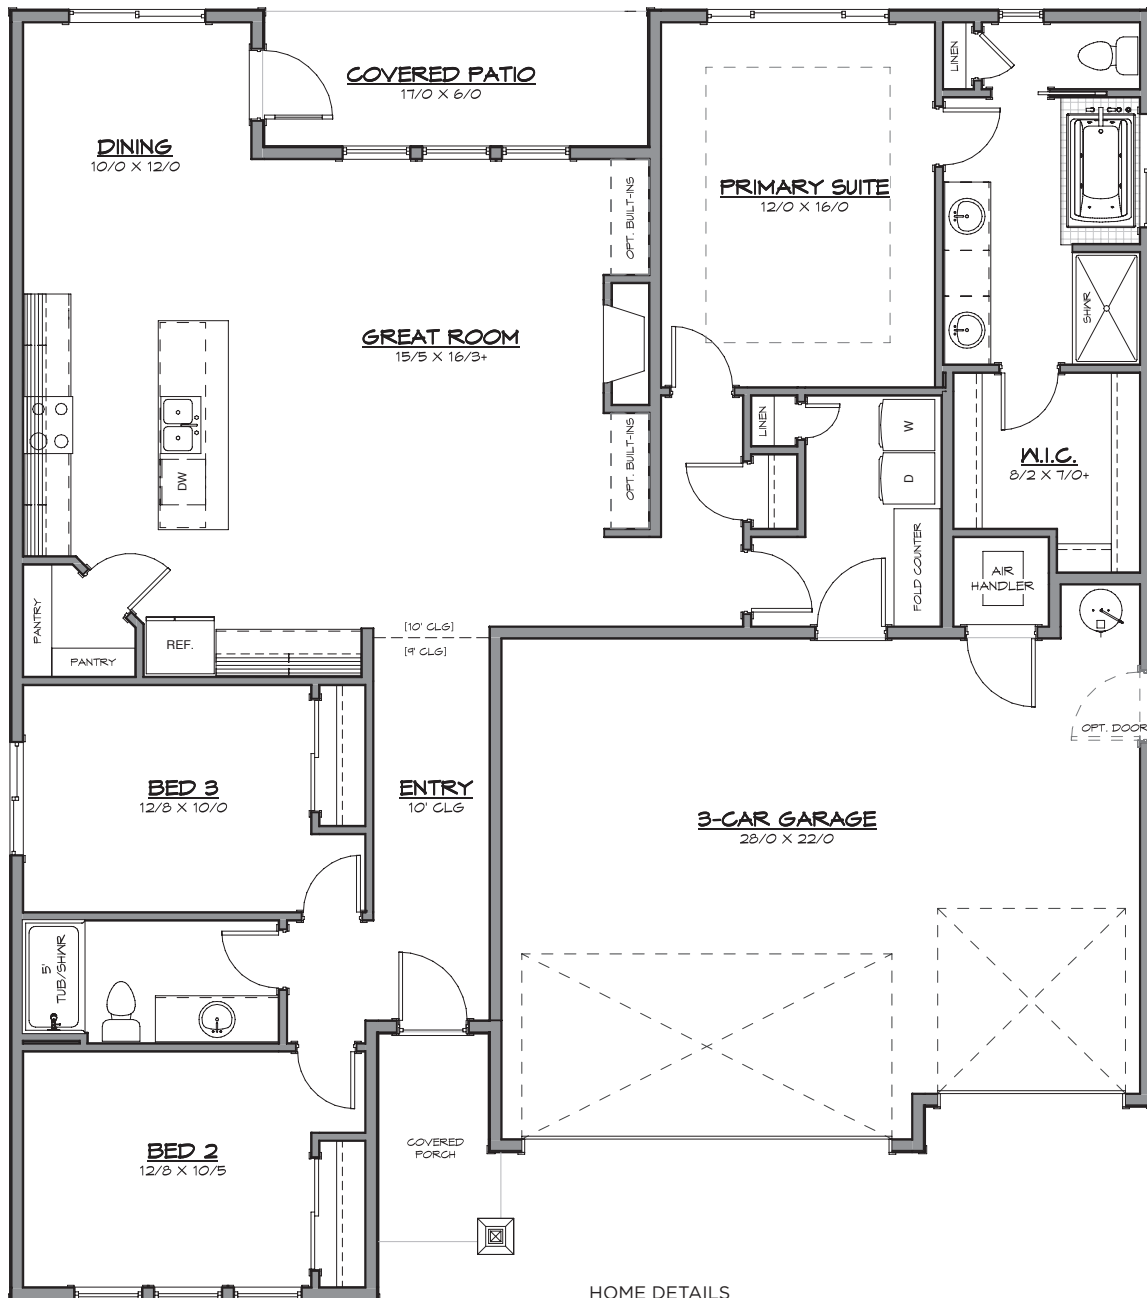 COVERED PATIO
17/0 X 6/0
LINEN
DINING
10/0 X 12/0
OPT. BUILT-INS
PRIMARY SUITE
12/0 X 16/0
SHWR
GREAT ROOM
15/5 X 16/3+
OPT. BUILT-INS
LINEN
W
D
W.I.C.
8/2 X 7/0+
DW
FOLD COUNTER
AIR
HANDLER
PANTRY
PANTRY
REF.
[10' CLG]
[9' CLG]
OPT. DOOR
BED 3
12/8 X 10/0
ENTRY
10' CLG
3-CAR GARAGE
28/0 X 22/0
5'
TUB/SHWR
COVERED
PORCH
BED 2
12/8 X 10/5
HOME DETAILS